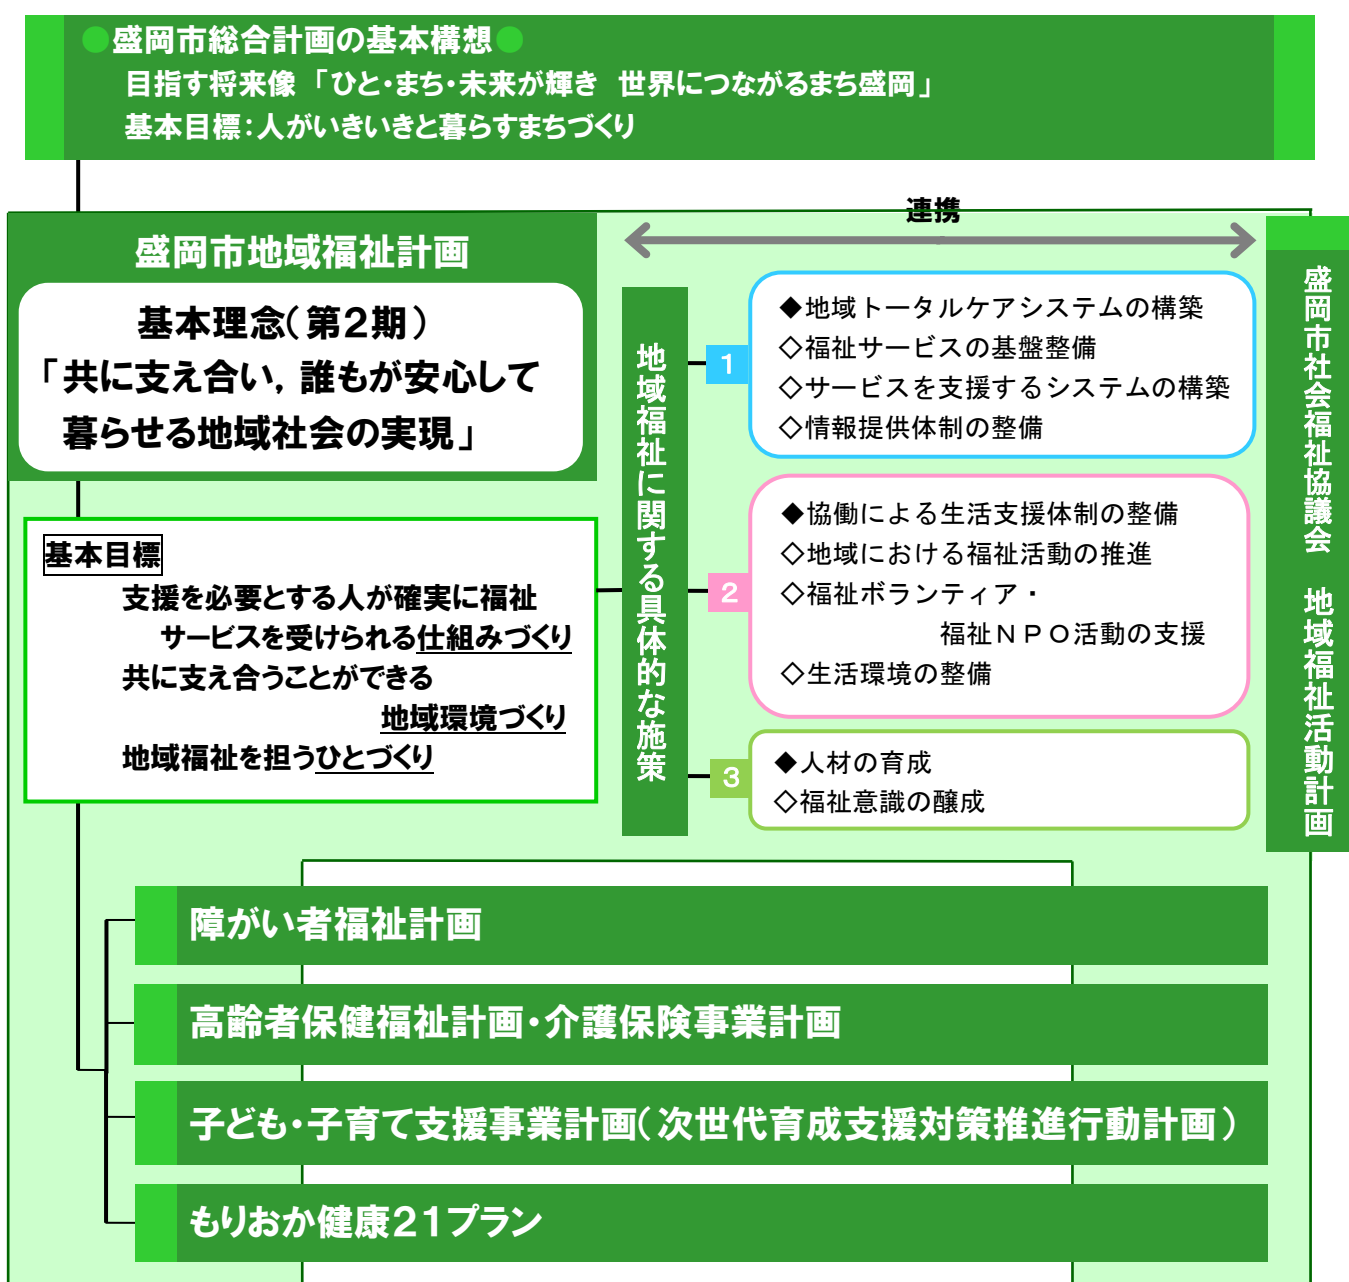 ●盛岡市総合計画の基本構想●
目指す将来像「ひと・まち・未来が輝き 世界につながるまち盛岡」
基本目標：人がいきいきと暮らすまちづくり
連携
盛岡市地域福祉計画
基本理念（第２期）
「共に支え合い，誰もが安心して
暮らせる地域社会の実現」
基本目標
支援を必要とする人が確実に福祉
サービスを受けられる仕組みづくり
共に支え合うことができる
地域環境づくり
地域福祉を担うひとづくり
地域福祉に関する具体的な施策
1
◆地域トータルケアシステムの構築
◇福祉サービスの基盤整備
◇サービスを支援するシステムの構築
◇情報提供体制の整備
2
◆協働による生活支援体制の整備
◇地域における福祉活動の推進
◇福祉ボランティア・
福祉ＮＰＯ活動の支援
◇生活環境の整備
3
◆人材の育成
◇福祉意識の醸成
盛岡市社会福祉協議会 地域福祉活動計画
障がい者福祉計画
高齢者保健福祉計画・介護保険事業計画
子ども・子育て支援事業計画（次世代育成支援対策推進行動計画）
もりおか健康２１プラン